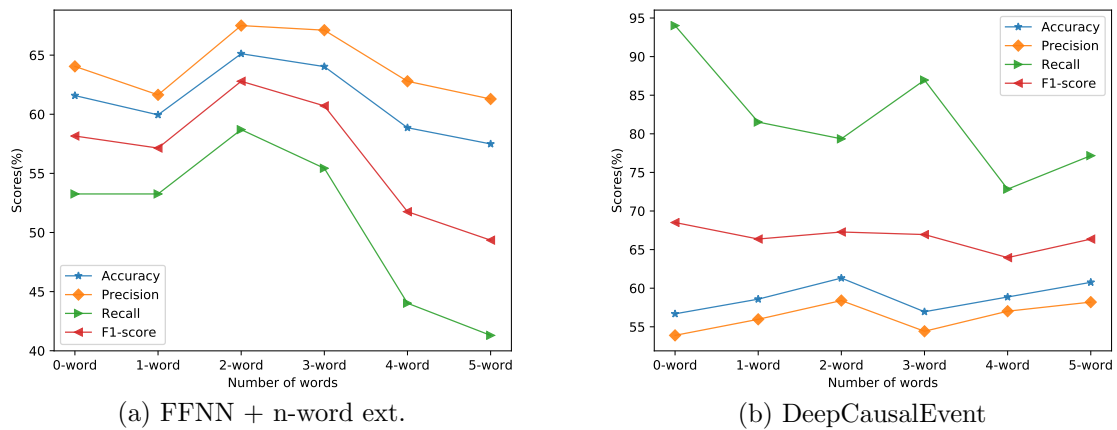 65
60
55
50
45
40
Scores(%)
Accuracy
Precision
Recall
F1-score
0-word 1-word 2-word 3-word 4-word 5-word
Number of words
(a) FFNN + n-word ext.
95
90
85
80
75
70
65
60
55
Scores(%)
Accuracy
Precision
Recall
F1-score
0-word 1-word 2-word 3-word 4-word 5-word
Number of words
(b) DeepCausalEvent